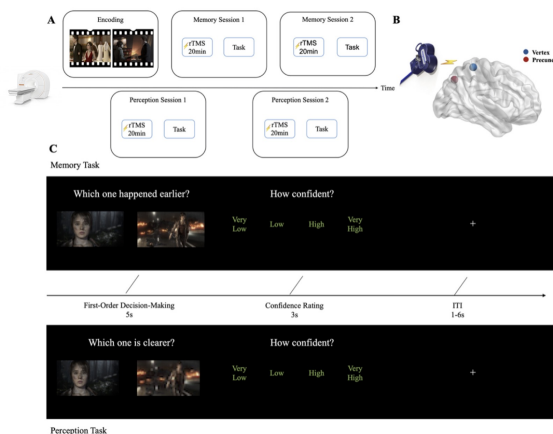 A
Encoding
Memory Session 1
Memory Session 2
rTMS
20min
Task
rTMS
20min
Task
Time
Perception Session 1
Perception Session 2
rTMS
20min
Task
rTMS
20min
Task
B
Vertex
Precune
C
Memory Task
Which one happened earlier?
How confident?
Very
Low
Low
High
Very
High
+
First-Order Decision-Making
5s
Confidence Rating
3s
ITI
1-6s
Which one is clearer?
How confident?
Very
Low
Low
High
Very
High
+
Perception Task